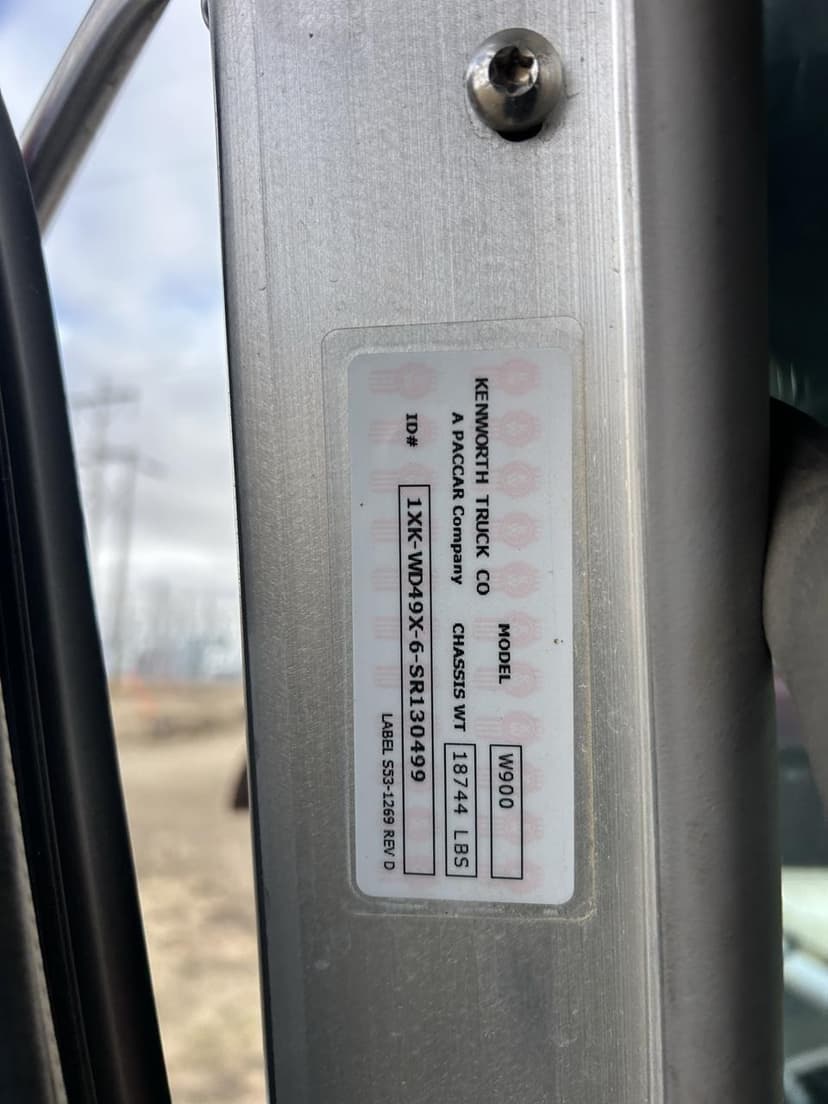 KENWORTH TRUCK CO
A PACCAR Company
MODEL W900
CHASSIS WT 18744 LBS
ID# 1XK-WD49X-6-SR130499
LABEL S53-1269 REV D